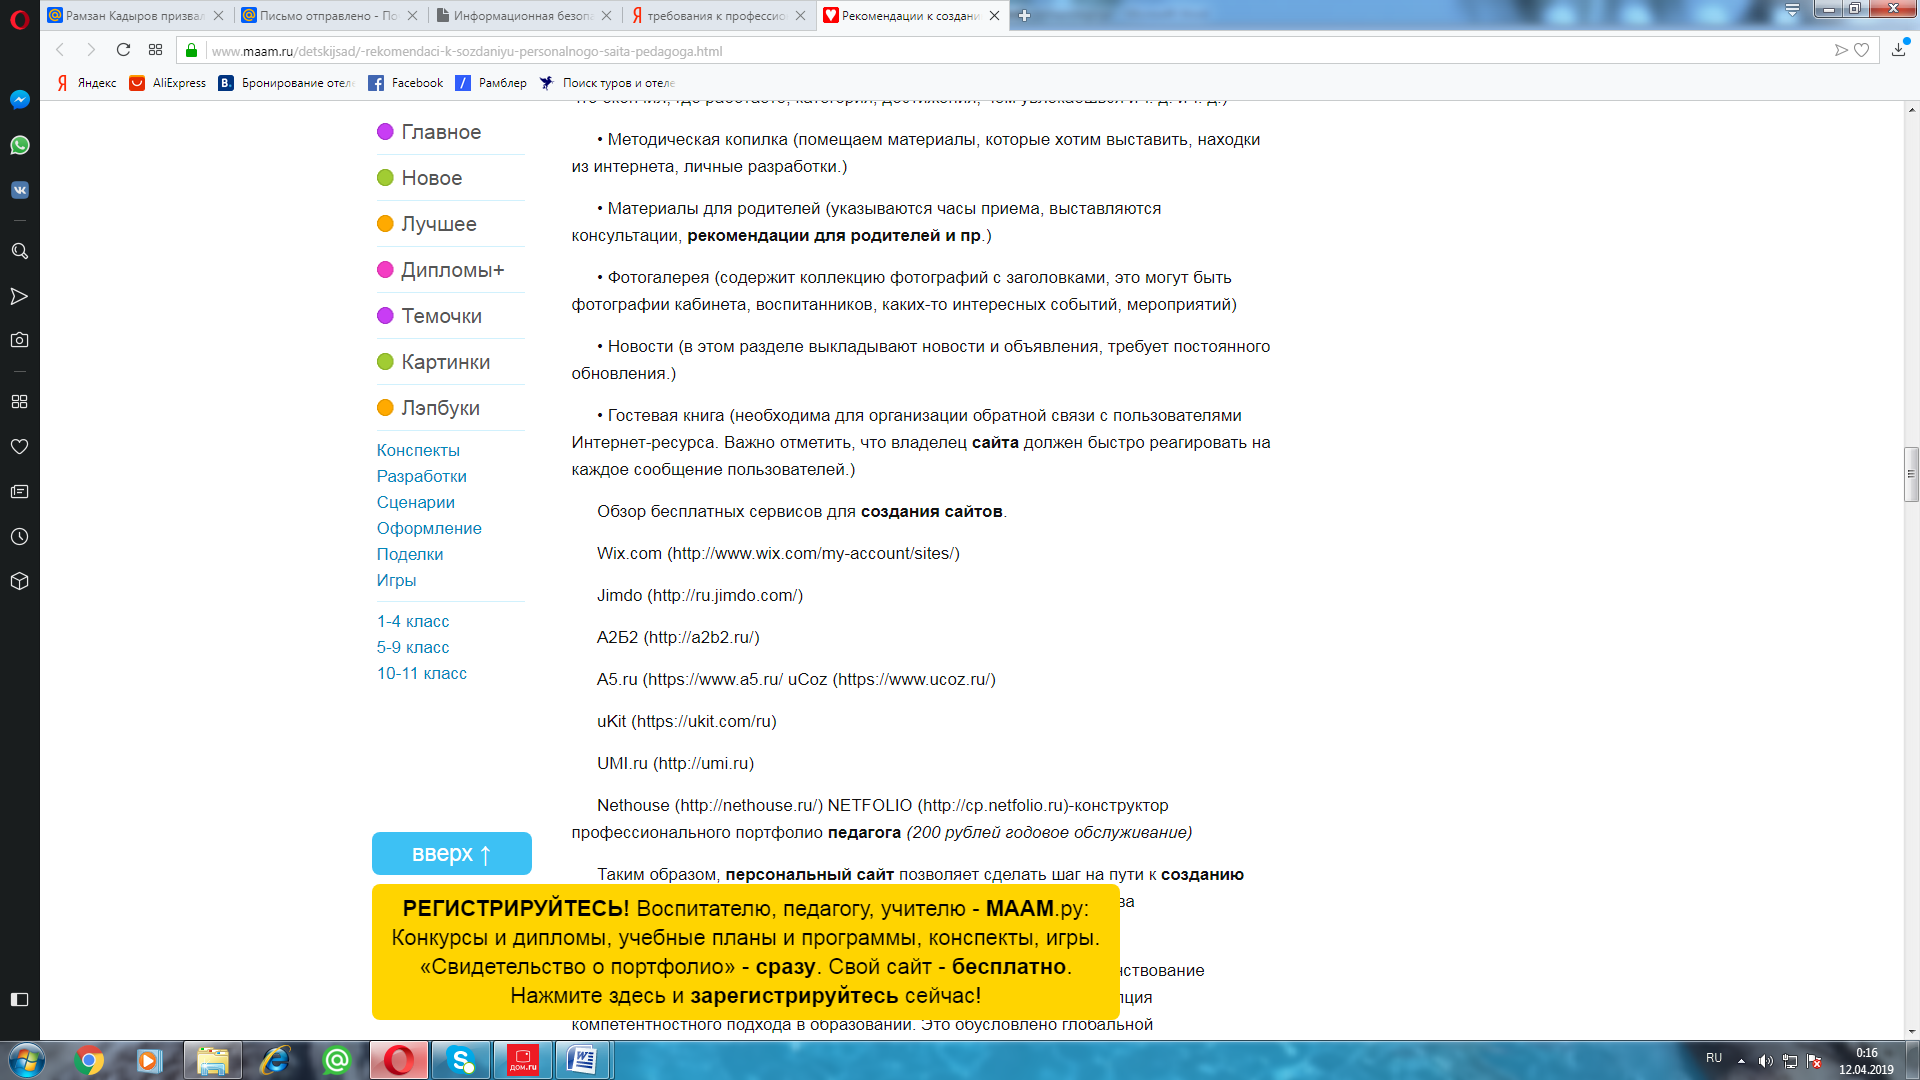 Рамзан Кадыров призвал
Письмо отправлено - По
Информационная безопа
требования к профессио
Рекомендации к создани
www.maam.ru/detskijsad/-rekomendaci-k-sozdaniyu-personalnogo-saita-pedagoga.html
Яндекс
AliExpress
Бронирование отеле
Facebook
Рамблер
Поиск туров и отеле
Главное
Новое
Лучшее
Дипломы+
Темочки
Картинки
Лэпбуки
Конспекты
Разработки
Сценарии
Оформление
Поделки
Игры
1-4 класс
5-9 класс
10-11 класс
вверх ↑
• Методическая копилка (помещаем материалы, которые хотим выставить, находки
из интернета, личные разработки.)
• Материалы для родителей (указываются часы приема, выставляются
консультации, рекомендации для родителей и пр.)
• Фотогалерея (содержит коллекцию фотографий с заголовками, это могут быть
фотографии кабинета, воспитанников, каких-то интересных событий, мероприятий)
• Новости (в этом разделе выкладывают новости и объявления, требует постоянного
обновления.)
• Гостевая книга (необходима для организации обратной связи с пользователями
Интернет-ресурса. Важно отметить, что владелец сайта должен быстро реагировать на
каждое сообщение пользователей.)
Обзор бесплатных сервисов для создания сайтов.
Wix.com (http://www.wix.com/my-account/sites/)
Jimdo (http://ru.jimdo.com/)
А2Б2 (http://a2b2.ru/)
A5.ru (https://www.a5.ru/ uCoz (https://www.ucoz.ru/)
uKit (https://ukit.com/ru)
UMI.ru (http://umi.ru)
Nethouse (http://nethouse.ru/) NETFOLIO (http://cp.netfolio.ru)-конструктор
профессионального портфолио педагога (200 рублей годовое обслуживание)
Таким образом, персональный сайт позволяет сделать шаг на пути к созданию
ва
нствование
пция
компетентностного подхода в образовании. Это обусловлено глобальной
РЕГИСТРИРУЙТЕСЬ! Воспитателю, педагогу, учителю - МААМ.ру:
Конкурсы и дипломы, учебные планы и программы, конспекты, игры.
«Свидетельство о портфолио» - сразу. Свой сайт - бесплатно.
Нажмите здесь и зарегистрируйтесь сейчас!
дом.ru
RU
0:16
12.04.2019